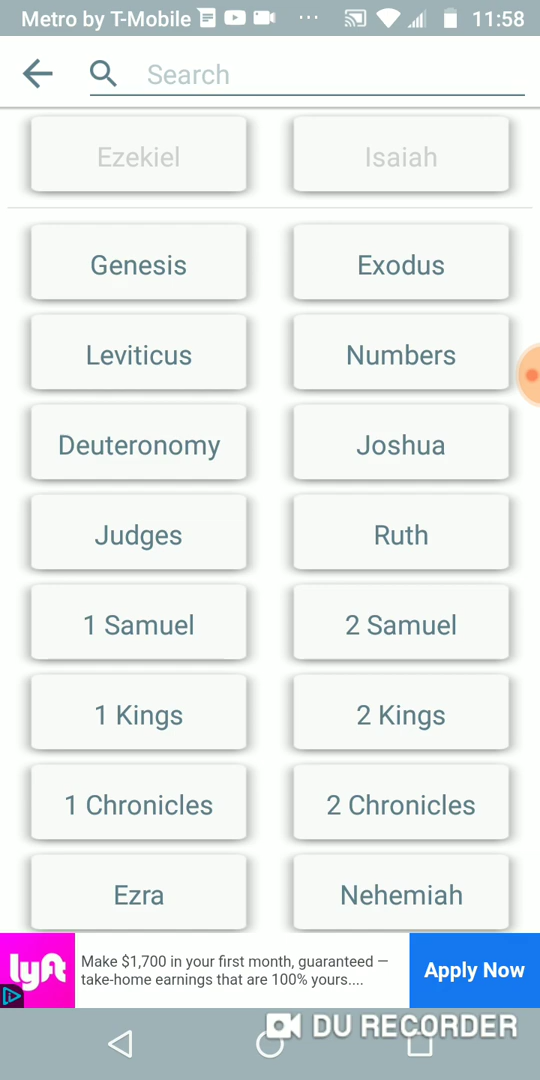 Metro by T-Mobile ... 11:58
Search
Ezekiel Isaiah
Genesis Exodus
Leviticus Numbers
Deuteronomy Joshua
Judges Ruth
1 Samuel 2 Samuel
1 Kings 2 Kings
1 Chronicles 2 Chronicles
Ezra Nehemiah
lyft Make $1,700 in your first month, guaranteed — Apply Now
take-home earnings that are 100% yours....
DU RECORDER